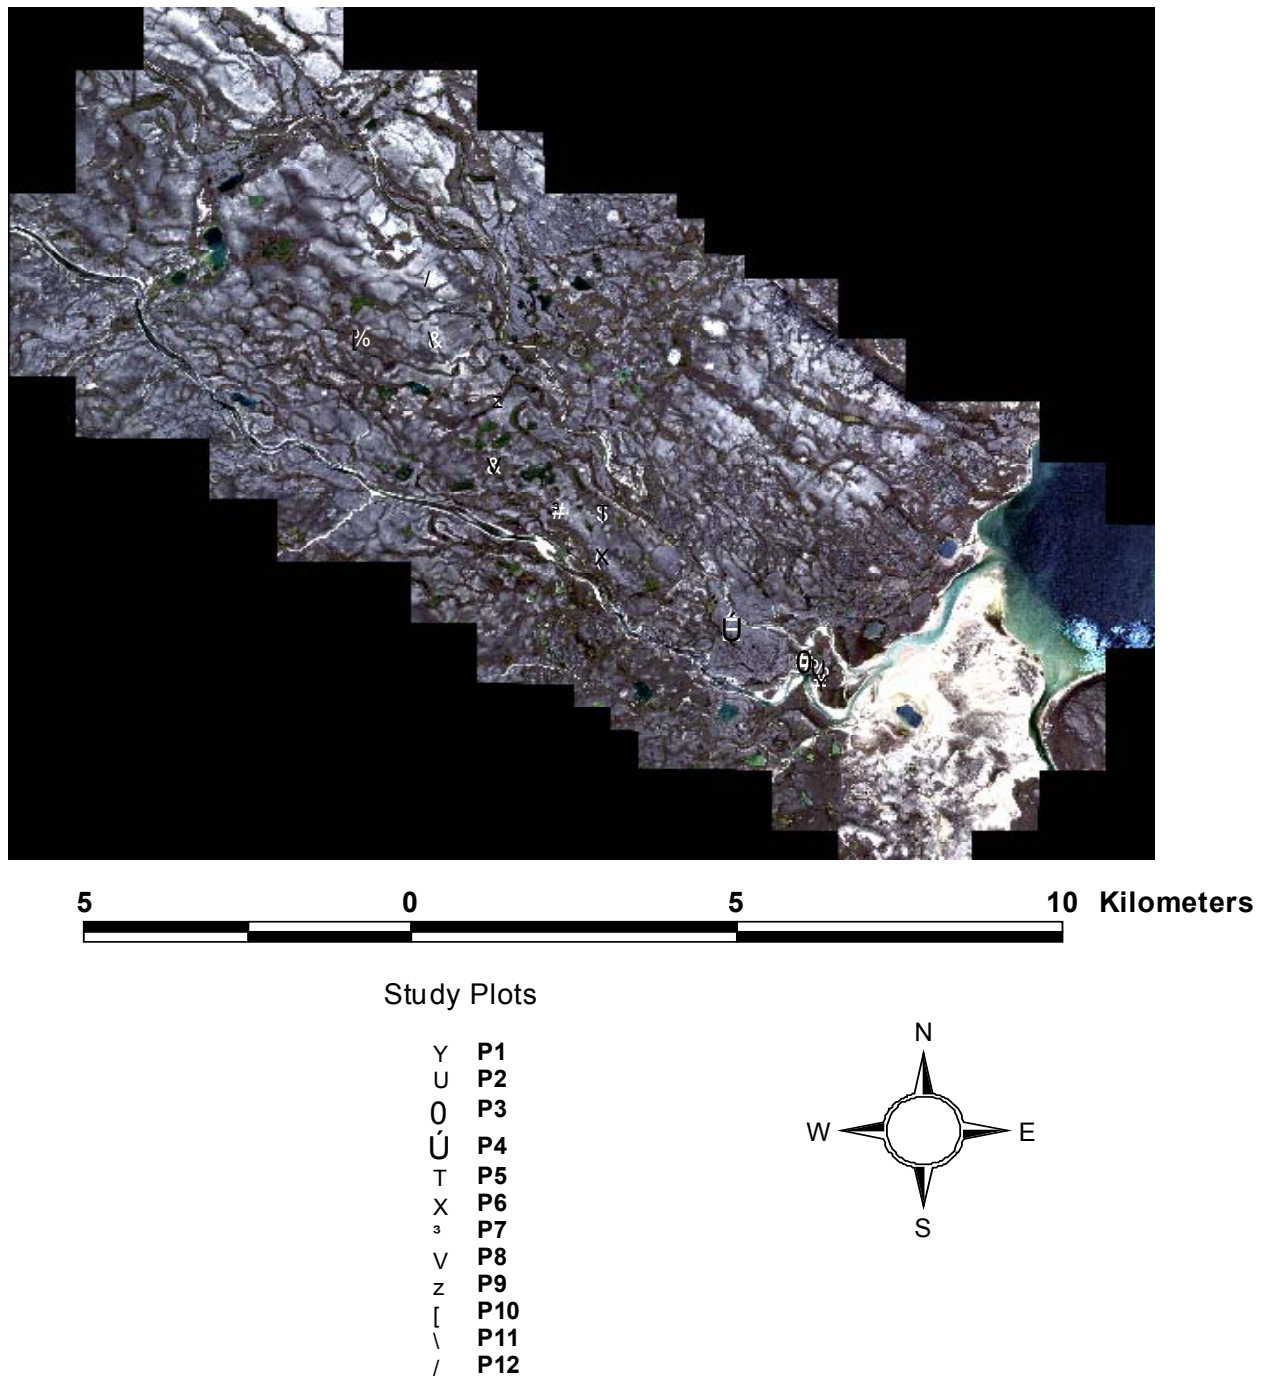 /
[%
&
z
&
#
$
X
Ú
0
Y
5 0 5 10 Kilometers
Study Plots
Y P1
U P2
0 P3
Ú P4
T P5
X P6
³ P7
V P8
z P9
[ P10
\ P11
/ P12
N
W E
S